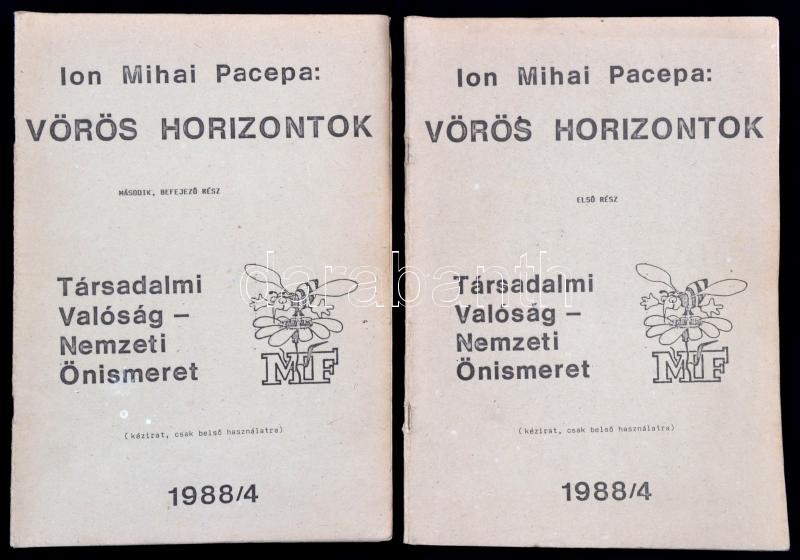 Ion Mihai Pacepa:
VÖRÖS HORIZONTOK
MÁSODIK, BEFEJEZŐ RÉSZ
Társadalmi
Valóság –
Nemzeti
Önismeret
MF
(kézirat, csak belső használatra)
1988/4
Ion Mihai Pacepa:
VÖRÖS HORIZONTOK
ELSŐ RÉSZ
Társadalmi
Valóság –
Nemzeti
Önismeret
MF
(kézirat, csak belső használatra)
1988/4
darabanth